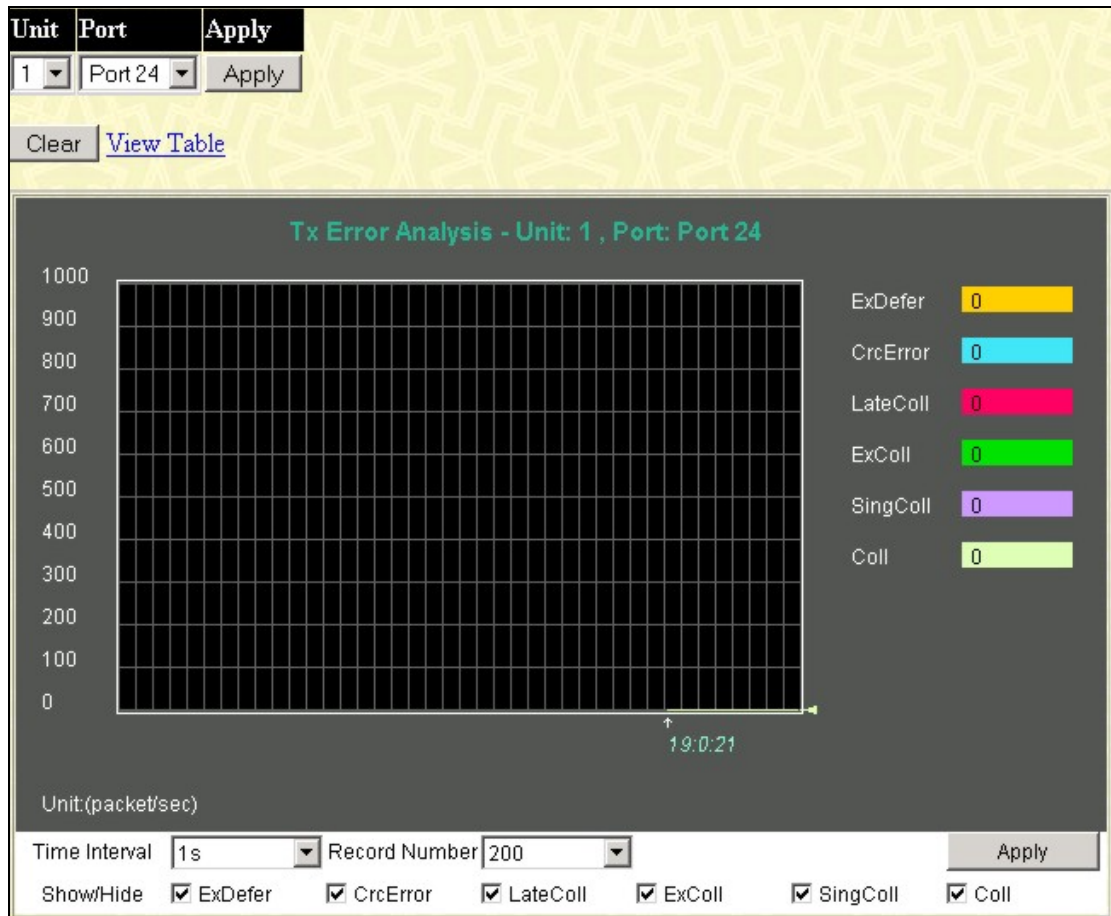 Unit Port Apply
1 Port 24 Apply
Clear View Table
Tx Error Analysis - Unit: 1 , Port: Port 24
1000
900
800
700
600
500
400
300
200
100
0
ExDefer 0
CrcError 0
LateColl 0
ExColl 0
SingColl 0
Coll 0
19:0:21
Unit:(packet/sec)
Time Interval 1s Record Number 200 Apply
Show/Hide ExDefer CrcError LateColl ExColl SingColl Coll